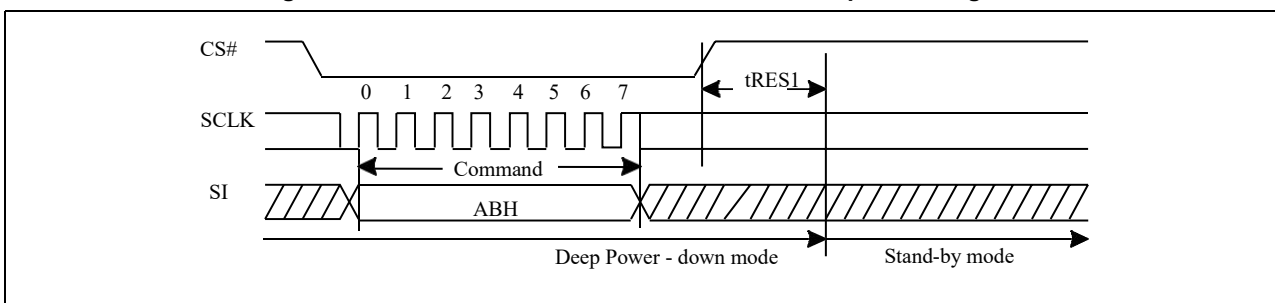 CS#
tRES1
0 1 2 3 4 5 6 7
SCLK
Command
SI
ABH
Deep Power - down mode Stand-by mode